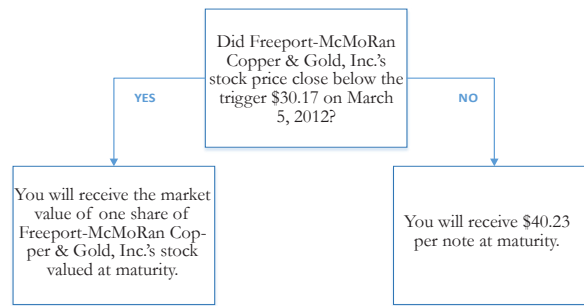 Did Freeport-McMoRan
Copper & Gold, Inc.'s
stock price close below the
trigger $30.17 on March
5, 2012?
YES
NO
You will receive the market
value of one share of
Freeport-McMoRan Cop-
per & Gold, Inc.'s stock
valued at maturity.
You will receive $40.23
per note at maturity.